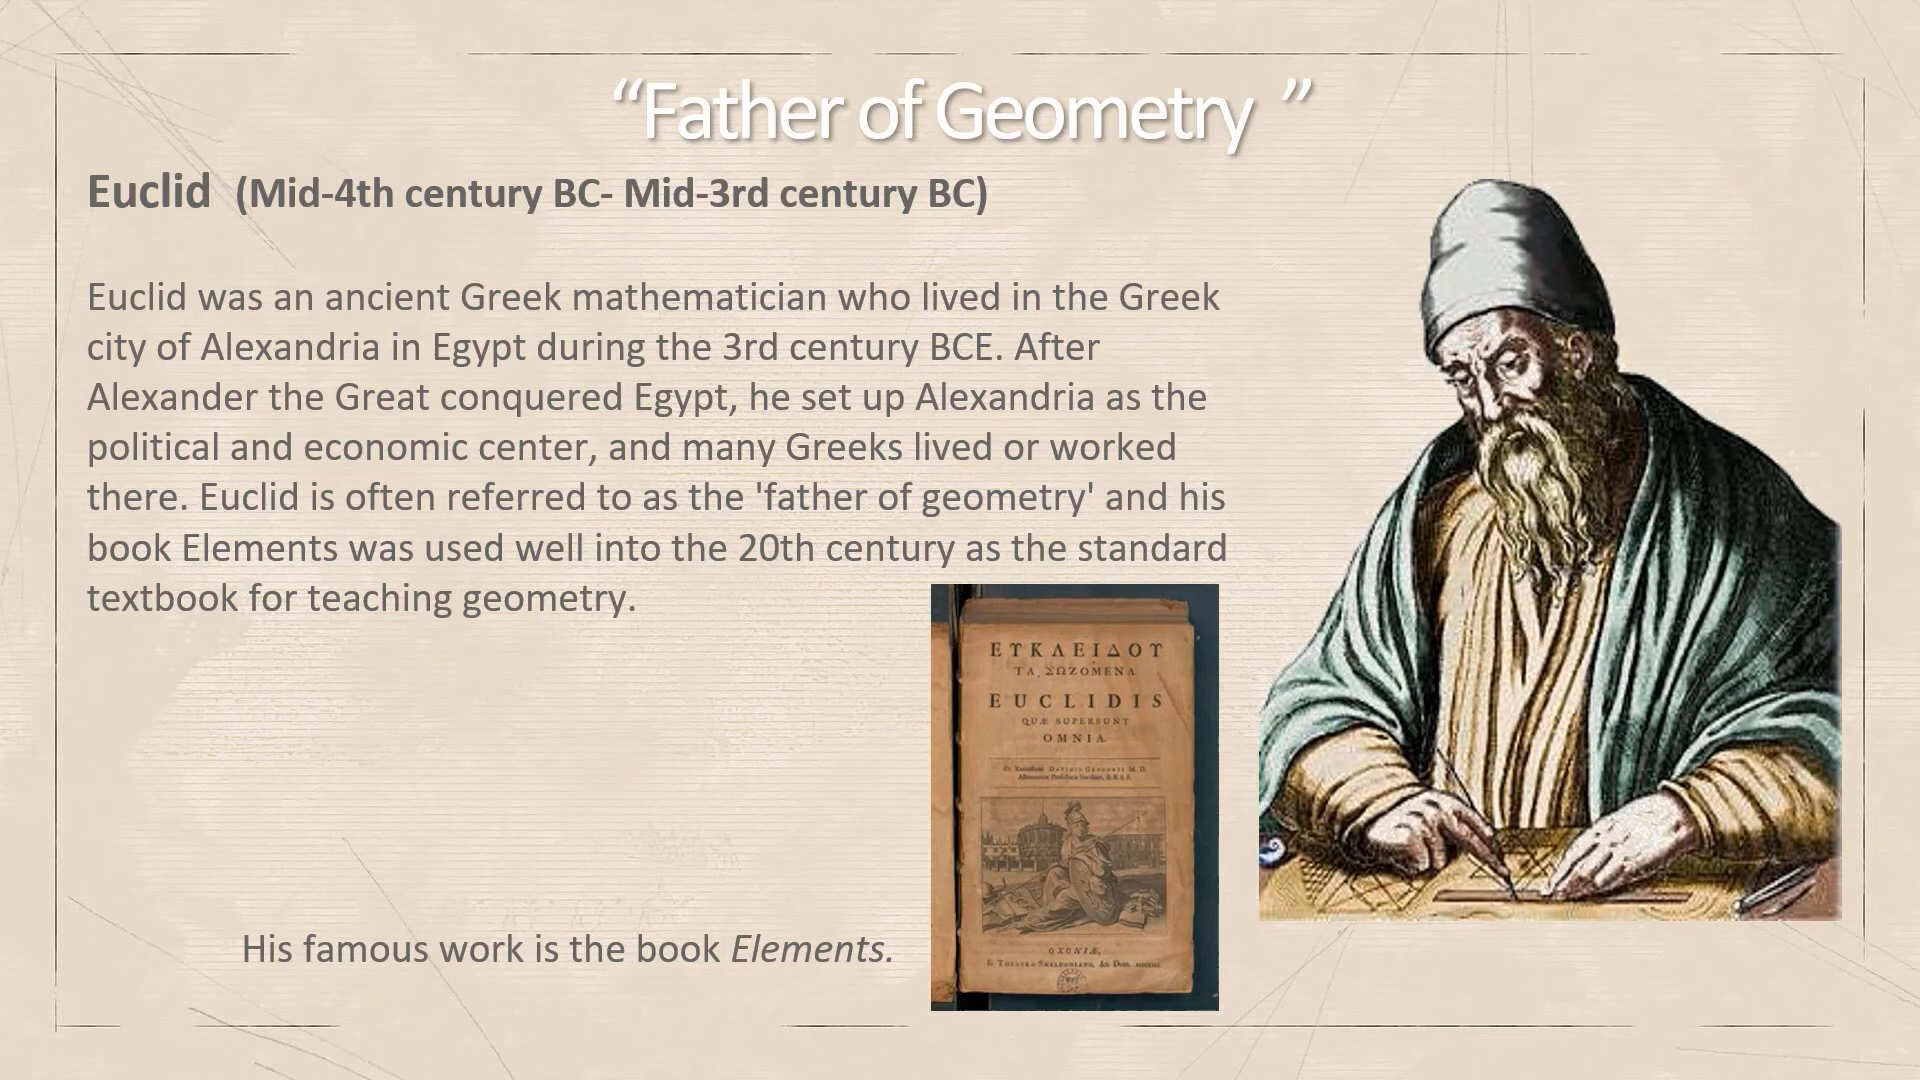 “Father of Geometry ”
Euclid (Mid-4th century BC- Mid-3rd century BC)
Euclid was an ancient Greek mathematician who lived in the Greek
city of Alexandria in Egypt during the 3rd century BCE. After
Alexander the Great conquered Egypt, he set up Alexandria as the
political and economic center, and many Greeks lived or worked
there. Euclid is often referred to as the 'father of geometry' and his
book Elements was used well into the 20th century as the standard
textbook for teaching geometry.
ΕΥΚΛΕΙΔΟΥ
ΤΑ ΣΩΖΟΜΕΝΑ
EUCLIDIS
QUÆ SUPERSUNT
OMNIA
OXONIÆ,
His famous work is the book Elements.